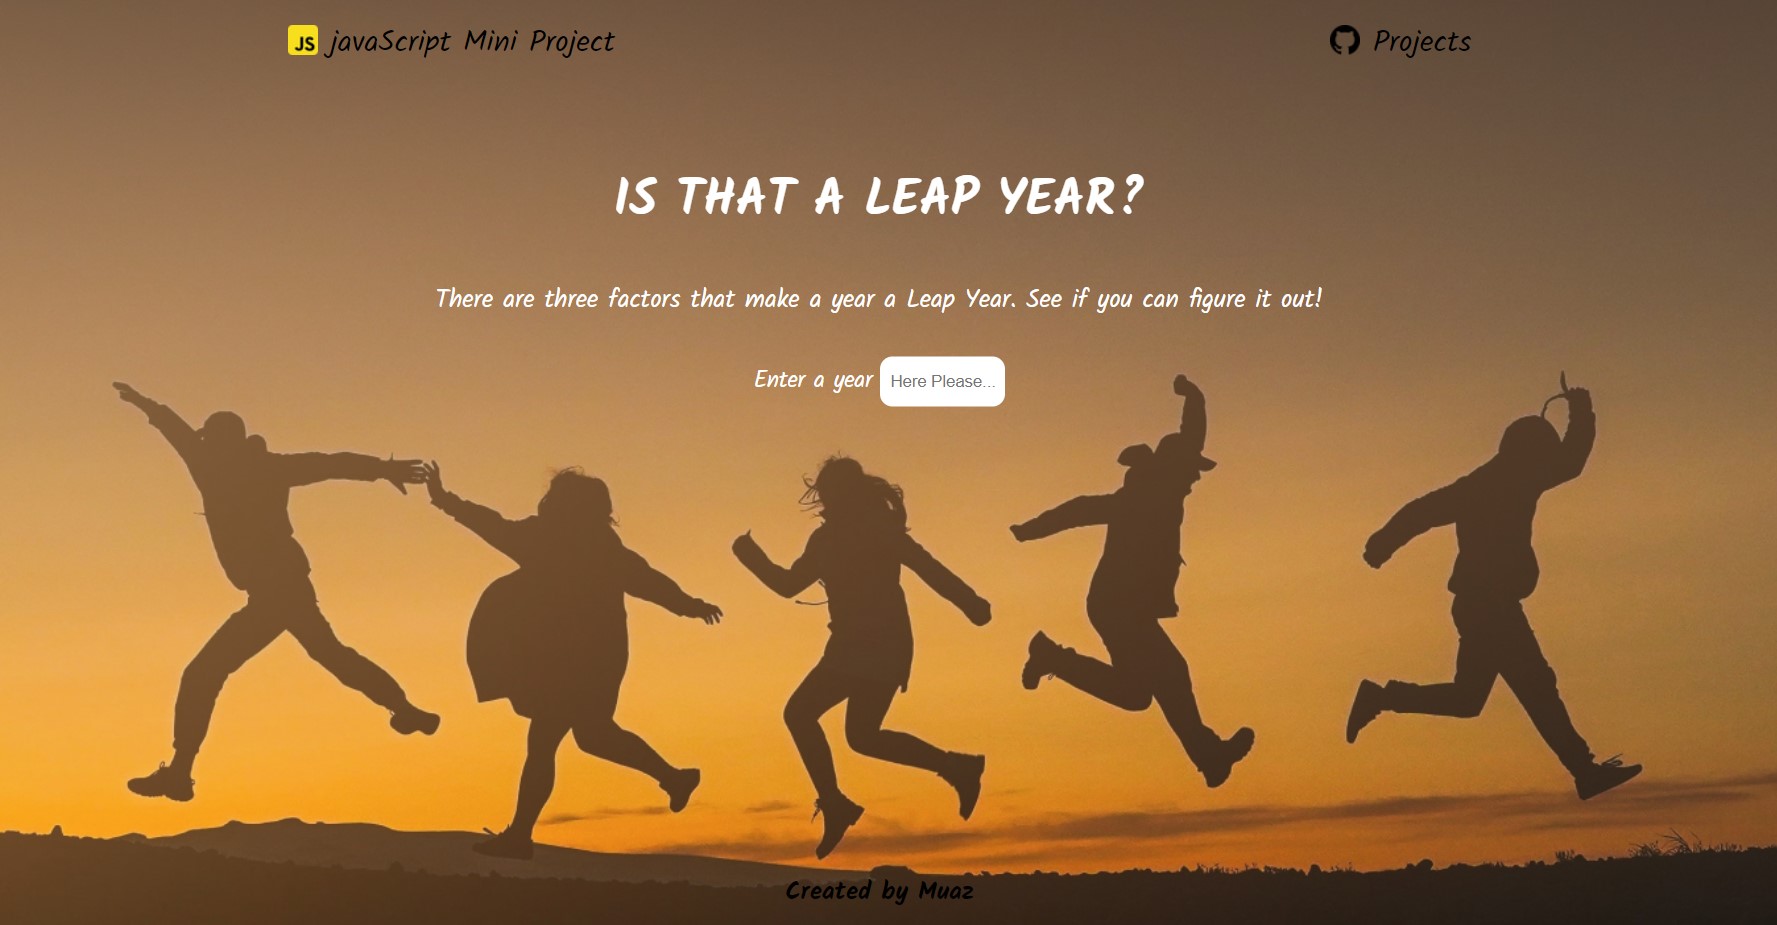 JS javaScript Mini Project
Projects
IS THAT A LEAP YEAR?
There are three factors that make a year a Leap Year. See if you can figure it out!
Enter a year Here Please...
Created by Muaz